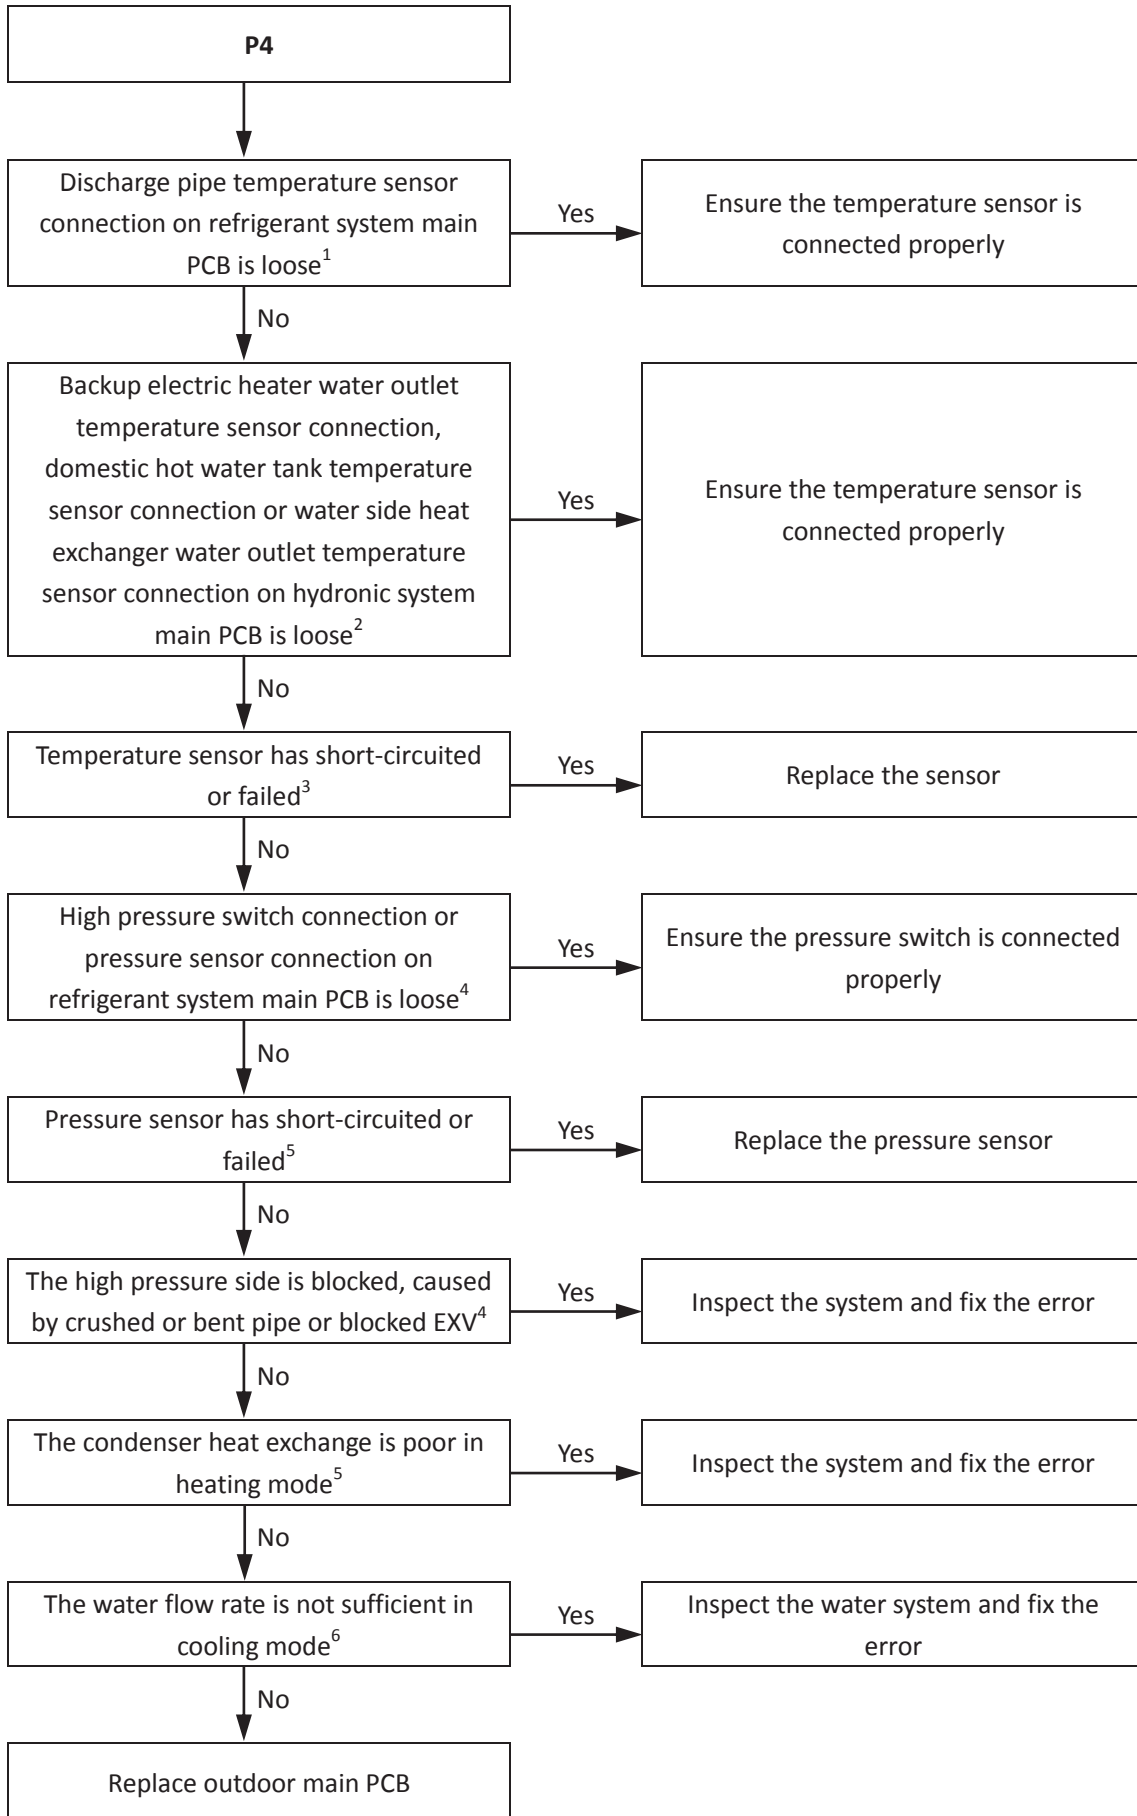 P4
Discharge pipe temperature sensor
connection on refrigerant system main
PCB is loose¹
Yes
Ensure the temperature sensor is
connected properly
No
Backup electric heater water outlet
temperature sensor connection,
domestic hot water tank temperature
sensor connection or water side heat
exchanger water outlet temperature
sensor connection on hydronic system
main PCB is loose²
Yes
Ensure the temperature sensor is
connected properly
No
Temperature sensor has short-circuited
or failed³
Yes
Replace the sensor
No
High pressure switch connection or
pressure sensor connection on
refrigerant system main PCB is loose⁴
Yes
Ensure the pressure switch is connected
properly
No
Pressure sensor has short-circuited or
failed⁵
Yes
Replace the pressure sensor
No
The high pressure side is blocked, caused
by crushed or bent pipe or blocked EXV⁴
Yes
Inspect the system and fix the error
No
The condenser heat exchange is poor in
heating mode⁵
Yes
Inspect the system and fix the error
No
The water flow rate is not sufficient in
cooling mode⁶
Yes
Inspect the water system and fix the
error
No
Replace outdoor main PCB